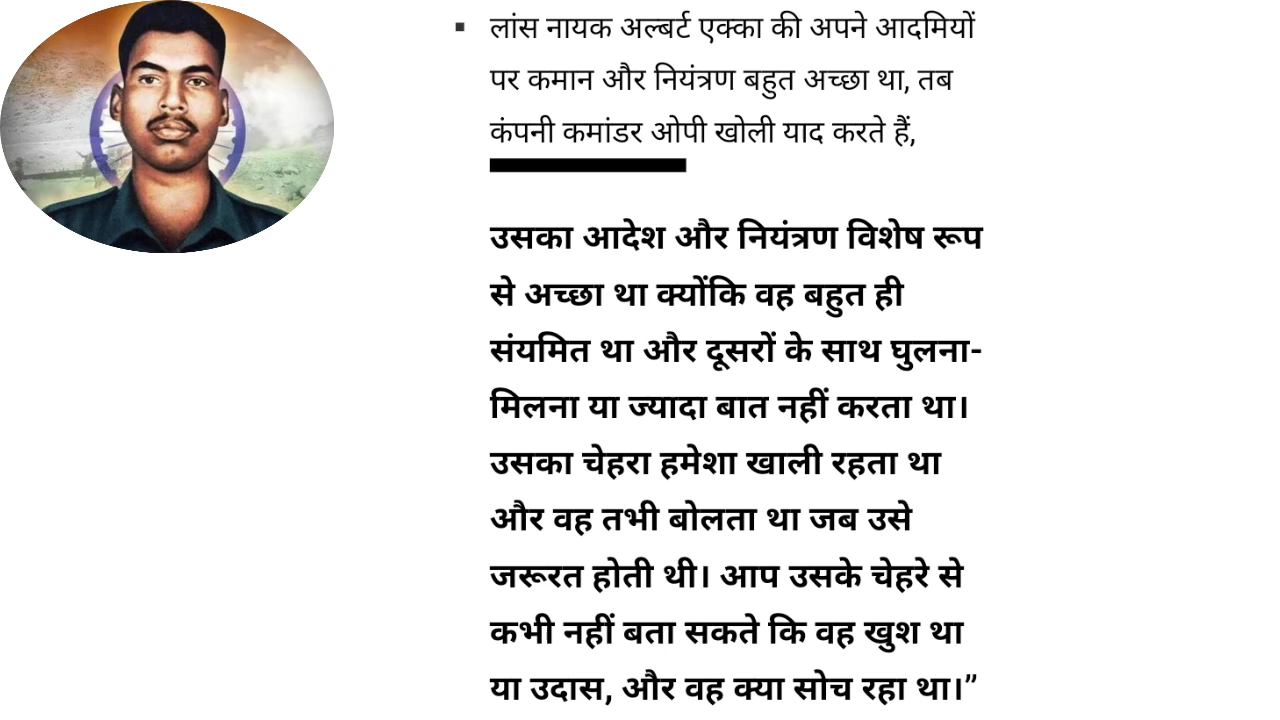 ▪ लांस नायक अल्बर्ट एक्का की अपने आदमियों
पर कमान और नियंत्रण बहुत अच्छा था, तब
कंपनी कमांडर ओपी खोली याद करते हैं,
उसका आदेश और नियंत्रण विशेष रूप
से अच्छा था क्योंकि वह बहुत ही
संयमित था और दूसरों के साथ घुलना-
मिलना या ज्यादा बात नहीं करता था।
उसका चेहरा हमेशा खाली रहता था
और वह तभी बोलता था जब उसे
जरूरत होती थी। आप उसके चेहरे से
कभी नहीं बता सकते कि वह खुश था
या उदास, और वह क्या सोच रहा था।”